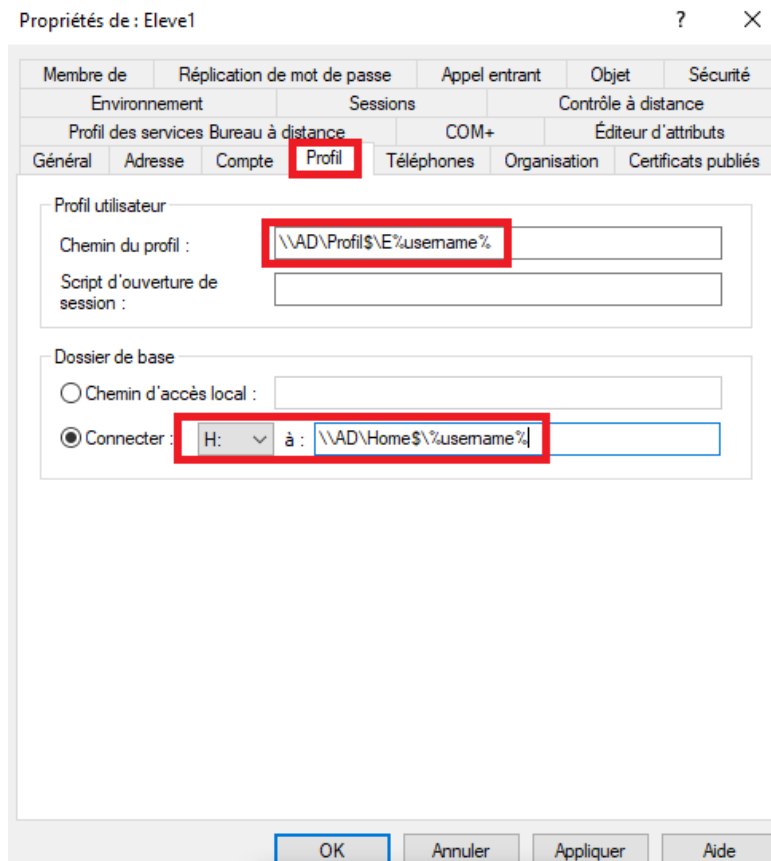 Propriétés de : Eleve1 ? ×
Membre de Réplication de mot de passe Appel entrant Objet Sécurité
Environnement Sessions Contrôle à distance
Profil des services Bureau à distance COM+ Éditeur d'attributs
Général Adresse Compte Profil Téléphones Organisation Certificats publiés
Profil utilisateur
Chemin du profil : \\AD\Profil$\E%username%
Script d'ouverture de
session :
Dossier de base
Chemin d'accès local :
Connecter : H: à : \\AD\Home$\%username%
OK Annuler Appliquer Aide